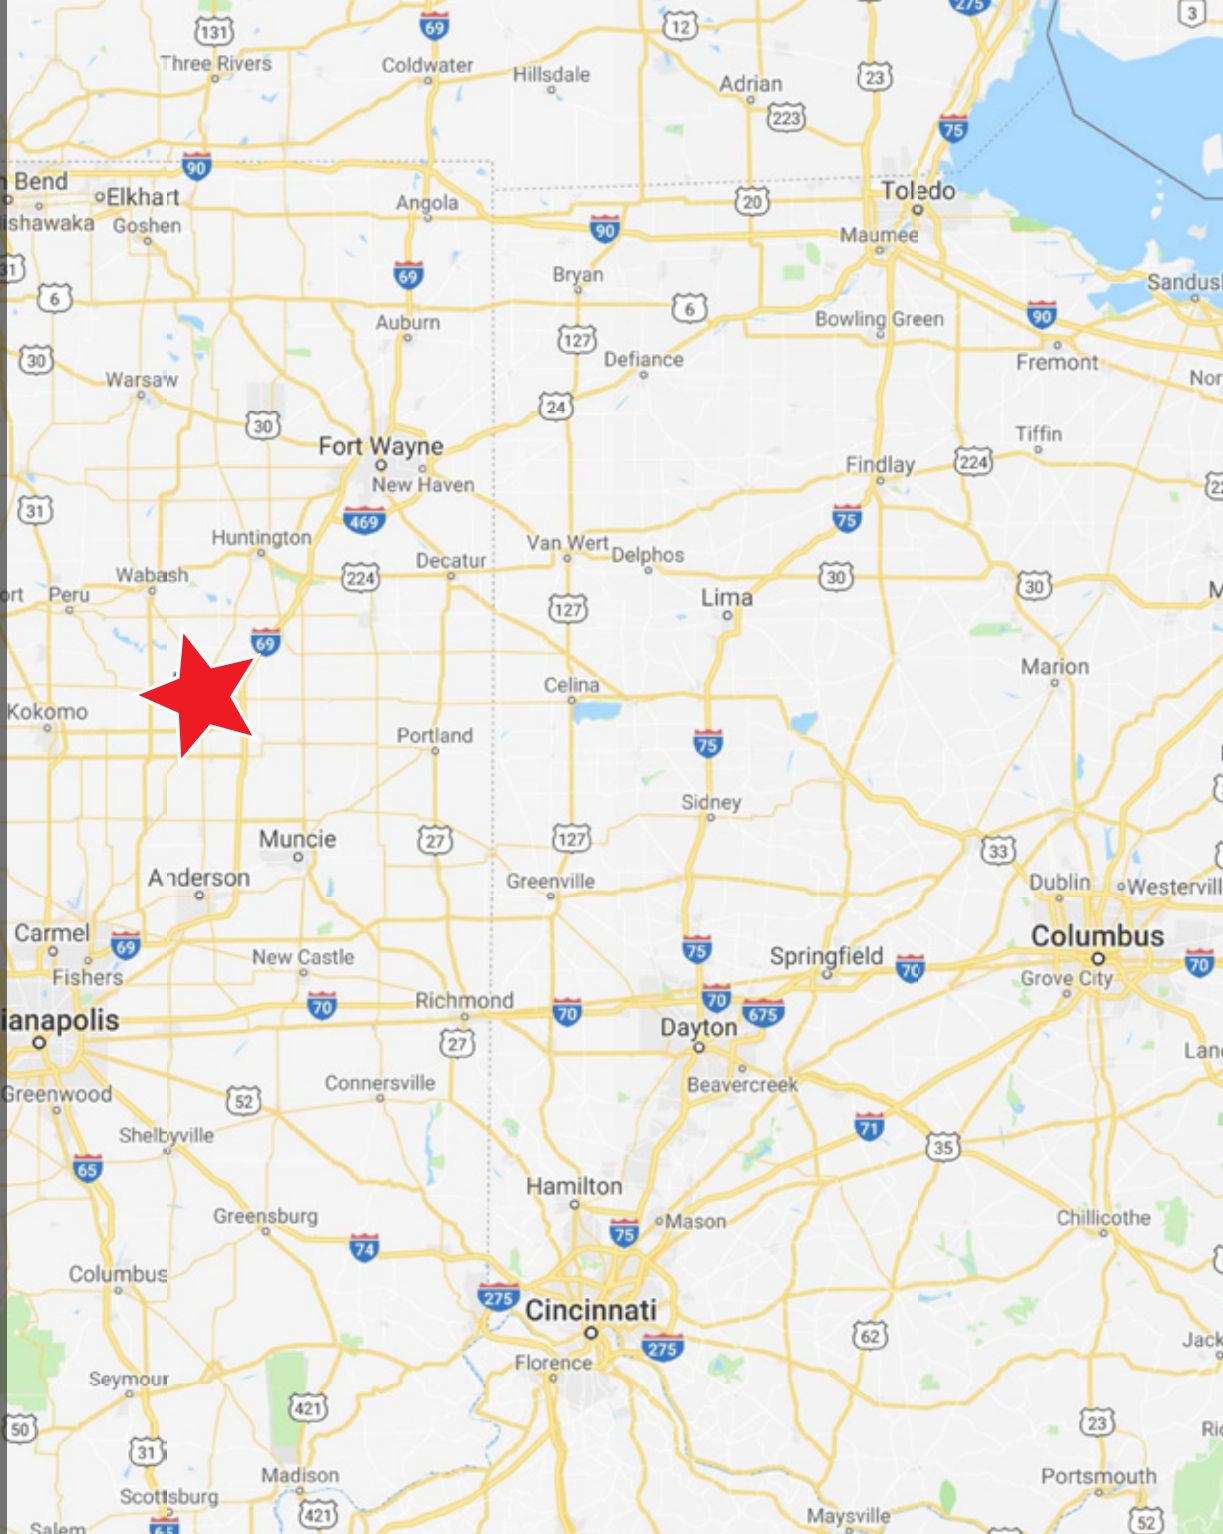 131
69
12
275
3
Three Rivers
Coldwater
Hillsdale
Adrian
23
223
75
90
n Bend
Elkhart
ishawaka
Goshen
Angola
20
Toledo
90
Maumee
31
6
69
Bryan
6
Sandusl
Auburn
127
Bowling Green
90
30
Warsaw
Defiance
Fremont
Nor
30
24
Fort Wayne
New Haven
Tiffin
Findlay
224
31
469
75
Huntington
Van Wert
Delphos
Wabash
224
Decatur
30
30
ort
Peru
127
Lima
M
69
Marion
Kokomo
Celina
Portland
75
Sidney
Muncie
27
127
33
Anderson
Greenville
Dublin
Westervill
Carmel
69
Fishers
New Castle
75
Springfield
70
Columbus
70
Grove City
70
Richmond
70
70
675
ianapolis
27
Dayton
Lanc
Greenwood
52
Connersville
Beavercreek
Shelbyville
71
35
65
Hamilton
Greensburg
74
75
Mason
Chillicothe
Columbus
275
Cincinnati
275
62
Florence
Jack
Seymour
50
421
23
Ric
31
Madison
Portsmouth
Scottsburg
421
Maysville
52
Salem
65